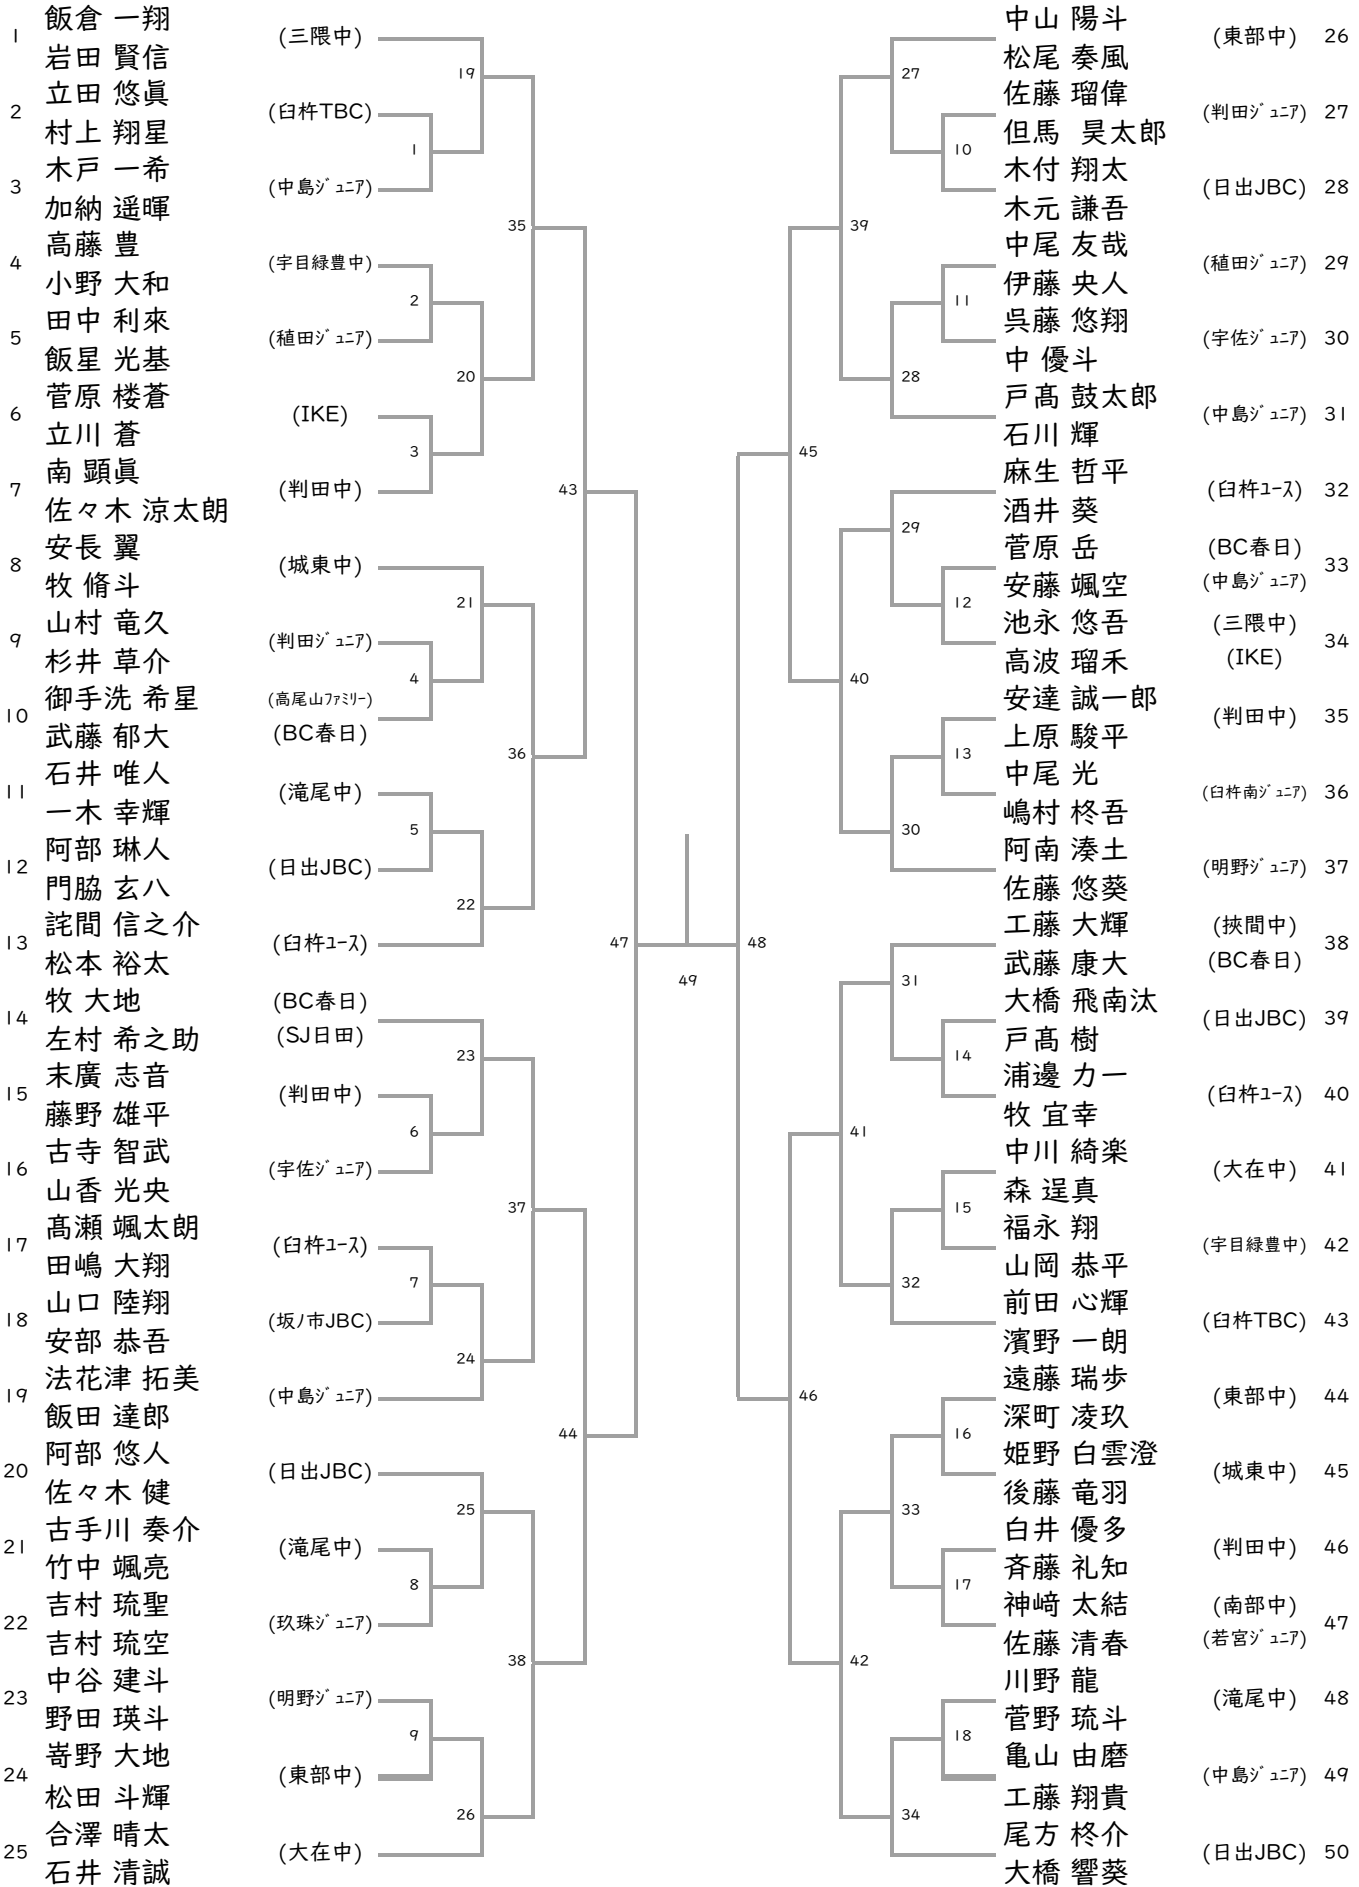 1 飯倉 一翔 岩田 賢信 (三隈中)
2 立田 悠眞 村上 翔星 (臼杵TBC)
3 木戸 一希 加納 遥暉 (中島ｼﾞｭﾆｱ)
4 高藤 豊 小野 大和 (宇目緑豊中)
5 田中 利來 飯星 光基 (稙田ｼﾞｭﾆｱ)
6 菅原 楼蒼 立川 蒼 (IKE)
7 南 顕眞 佐々木 涼太朗 (判田中)
8 安長 翼 牧 脩斗 (城東中)
9 山村 竜久 杉井 草介 (判田ｼﾞｭﾆｱ)
10 御手洗 希星 武藤 郁大 (高尾山ﾌｧﾐﾘｰ) (BC春日)
11 石井 唯人 一木 幸輝 (滝尾中)
12 阿部 琳人 門脇 玄八 (日出JBC)
13 詫間 信之介 松本 裕太 (臼杵ﾕｰｽ)
14 牧 大地 左村 希之助 (BC春日) (SJ日田)
15 末廣 志音 藤野 雄平 (判田中)
16 古寺 智武 山香 光央 (宇佐ｼﾞｭﾆｱ)
17 髙瀬 颯太朗 田嶋 大翔 (臼杵ﾕｰｽ)
18 山口 陸翔 安部 恭吾 (坂ﾉ市JBC)
19 法花津 拓美 飯田 達郎 (中島ｼﾞｭﾆｱ)
20 阿部 悠人 佐々木 健 (日出JBC)
21 古手川 奏介 竹中 颯亮 (滝尾中)
22 吉村 琉聖 吉村 琉空 (玖珠ｼﾞｭﾆｱ)
23 中谷 建斗 野田 瑛斗 (明野ｼﾞｭﾆｱ)
24 嵜野 大地 松田 斗輝 (東部中)
25 合澤 晴太 石井 清誠 (大在中)
19
1
35
2
20
3
43
21
4
36
5
22
47
23
6
37
7
24
44
25
8
38
9
26
49
27
10
39
11
28
45
29
12
40
13
30
48
31
14
41
15
32
46
16
33
17
42
18
34
中山 陽斗 松尾 奏風 (東部中) 26
佐藤 瑠偉 但馬 昊太郎 (判田ｼﾞｭﾆｱ) 27
木付 翔太 木元 謙吾 (日出JBC) 28
中尾 友哉 伊藤 央人 (稙田ｼﾞｭﾆｱ) 29
呉藤 悠翔 中 優斗 (宇佐ｼﾞｭﾆｱ) 30
戸髙 鼓太郎 石川 輝 (中島ｼﾞｭﾆｱ) 31
麻生 哲平 酒井 葵 (臼杵ﾕｰｽ) 32
菅原 岳 安藤 颯空 (BC春日) (中島ｼﾞｭﾆｱ) 33
池永 悠吾 高波 瑠禾 (三隈中) (IKE) 34
安達 誠一郎 上原 駿平 (判田中) 35
中尾 光 嶋村 柊吾 (臼杵南ｼﾞｭﾆｱ) 36
阿南 湊土 佐藤 悠葵 (明野ｼﾞｭﾆｱ) 37
工藤 大輝 武藤 康大 (挾間中) (BC春日) 38
大橋 飛南汰 戸髙 樹 (日出JBC) 39
浦邊 力一 牧 宜幸 (臼杵ﾕｰｽ) 40
中川 綺楽 森 逞真 (大在中) 41
福永 翔 山岡 恭平 (宇目緑豊中) 42
前田 心輝 濱野 一朗 (臼杵TBC) 43
遠藤 瑞歩 深町 凌玖 (東部中) 44
姫野 白雲澄 後藤 竜羽 (城東中) 45
白井 優多 斉藤 礼知 (判田中) 46
神﨑 太結 佐藤 清春 (南部中) (若宮ｼﾞｭﾆｱ) 47
川野 龍 菅野 琉斗 (滝尾中) 48
亀山 由磨 工藤 翔貴 (中島ｼﾞｭﾆｱ) 49
尾方 柊介 大橋 響葵 (日出JBC) 50